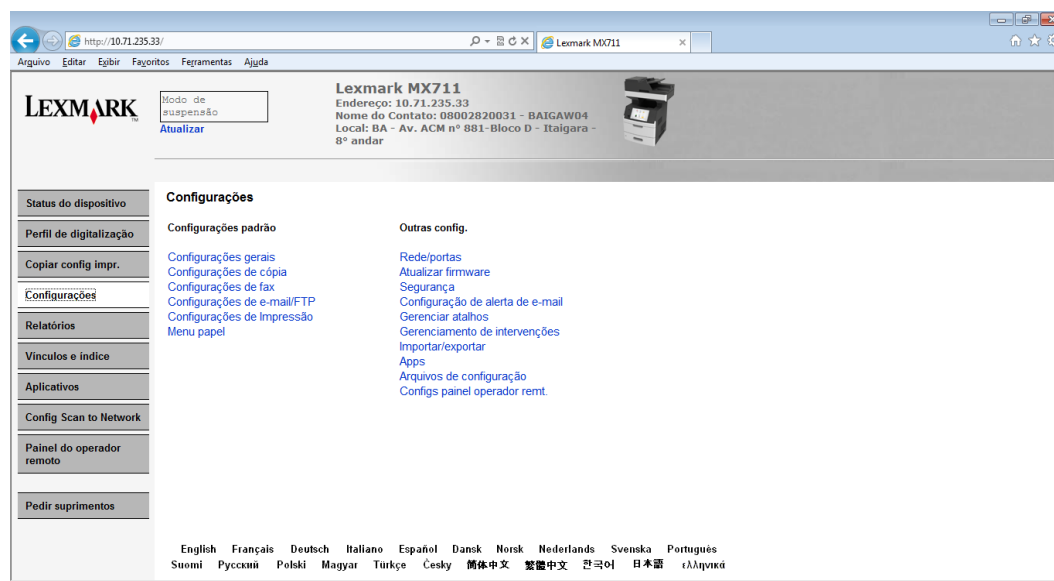 http://10.71.235.33/
Lexmark MX711
Arquivo Editar Exibir Favoritos Ferramentas Ajuda
LEXMARK
TM
Modo de
suspensão
Atualizar
Lexmark MX711
Endereço: 10.71.235.33
Nome do Contato: 08002820031 - BAIGAW04
Local: BA - Av. ACM nº 881-Bloco D - Itaigara -
8º andar
Status do dispositivo
Perfil de digitalização
Copiar config impr.
Configurações
Relatórios
Vínculos e índice
Aplicativos
Config Scan to Network
Painel do operador
remoto
Pedir suprimentos
Configurações
Configurações padrão
Configurações gerais
Configurações de cópia
Configurações de fax
Configurações de e-mail/FTP
Configurações de Impressão
Menu papel
Outras config.
Rede/portas
Atualizar firmware
Segurança
Configuração de alerta de e-mail
Gerenciar atalhos
Gerenciamento de intervenções
Importar/exportar
Apps
Arquivos de configuração
Configs painel operador remt.
English Français Deutsch Italiano Español Dansk Norsk Nederlands Svenska Português
Suomi Русский Polski Magyar Türkçe Česky 简体中文 繁體中文 한국어 日本語 ελληνικά